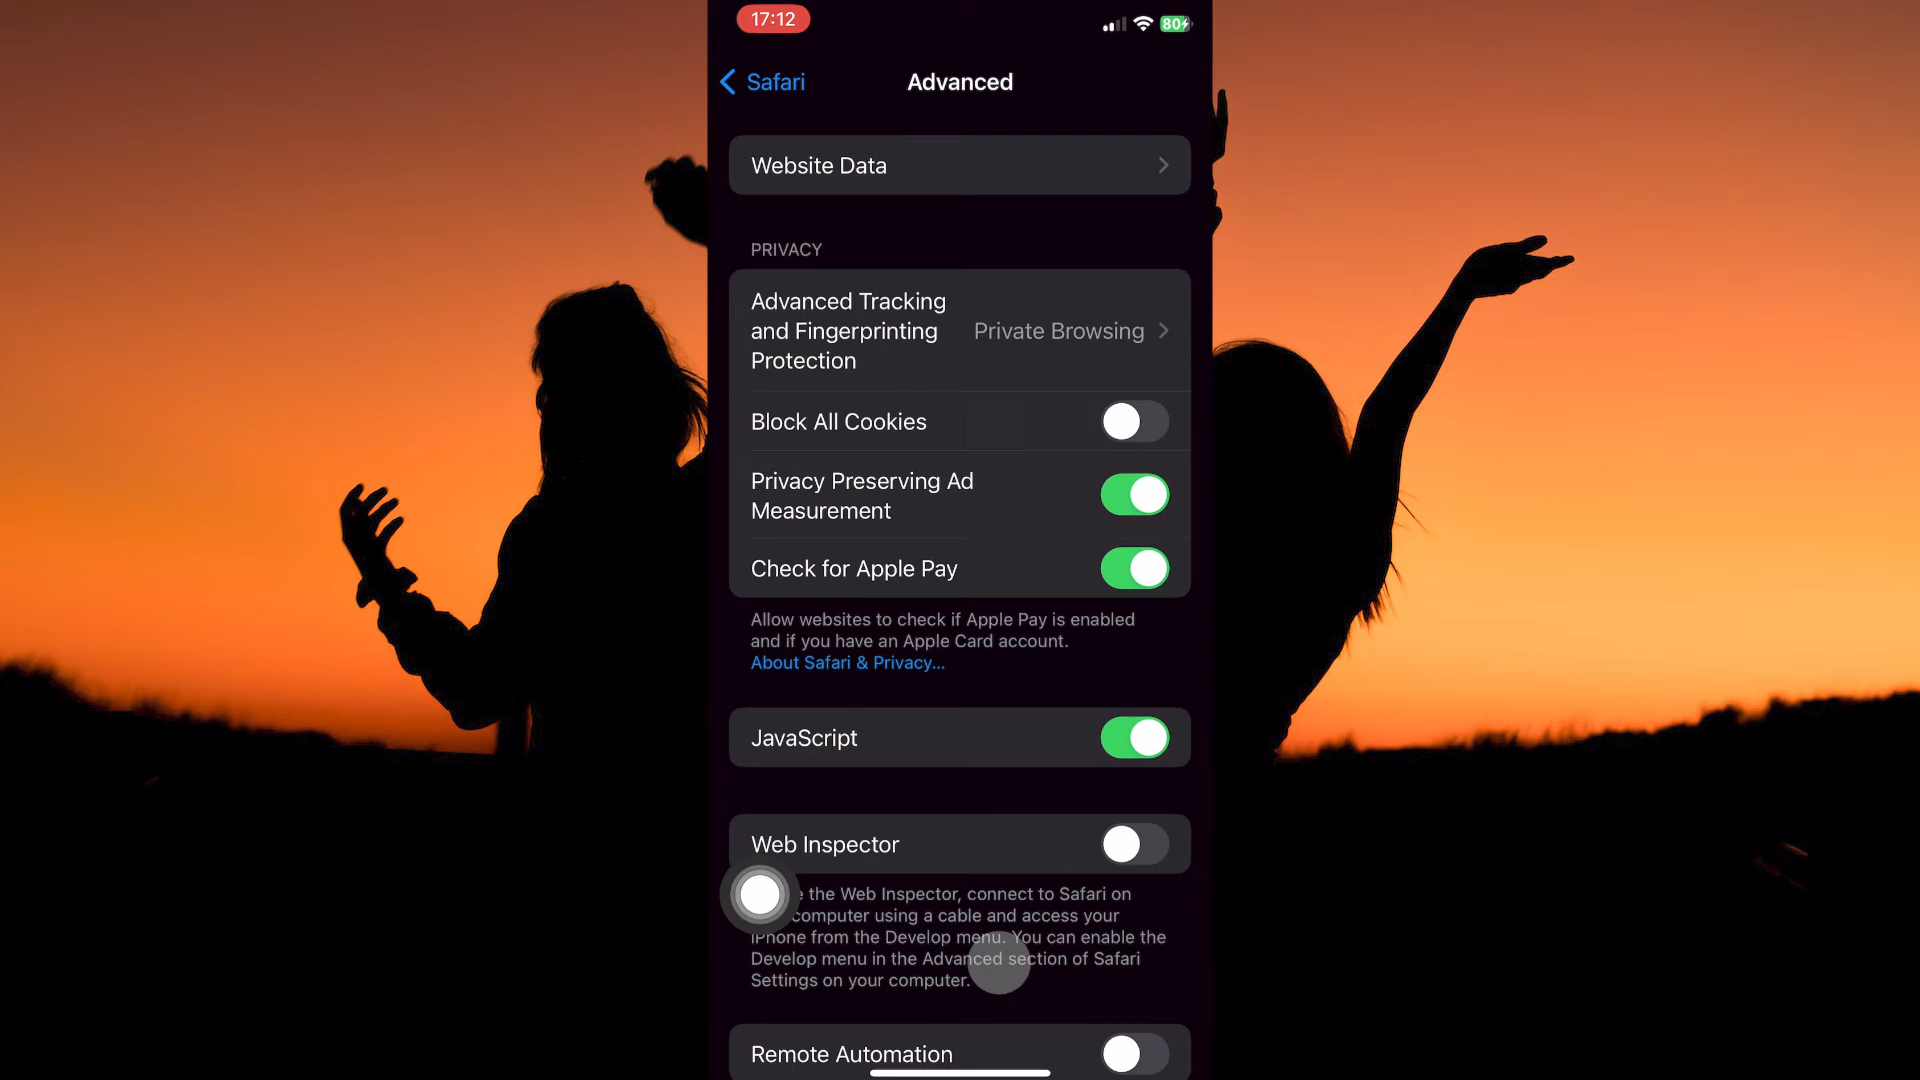 17:12
80
Safari
Advanced
Website Data
PRIVACY
Advanced Tracking
and Fingerprinting
Protection
Private Browsing
Block All Cookies
Privacy Preserving Ad
Measurement
Check for Apple Pay
Allow websites to check if Apple Pay is enabled
and if you have an Apple Card account.
About Safari & Privacy...
JavaScript
Web Inspector
the Web Inspector, connect to Safari on
computer using a cable and access your
iPhone from the Develop menu. You can enable the
Develop menu in the Advanced section of Safari
Settings on your computer.
Remote Automation